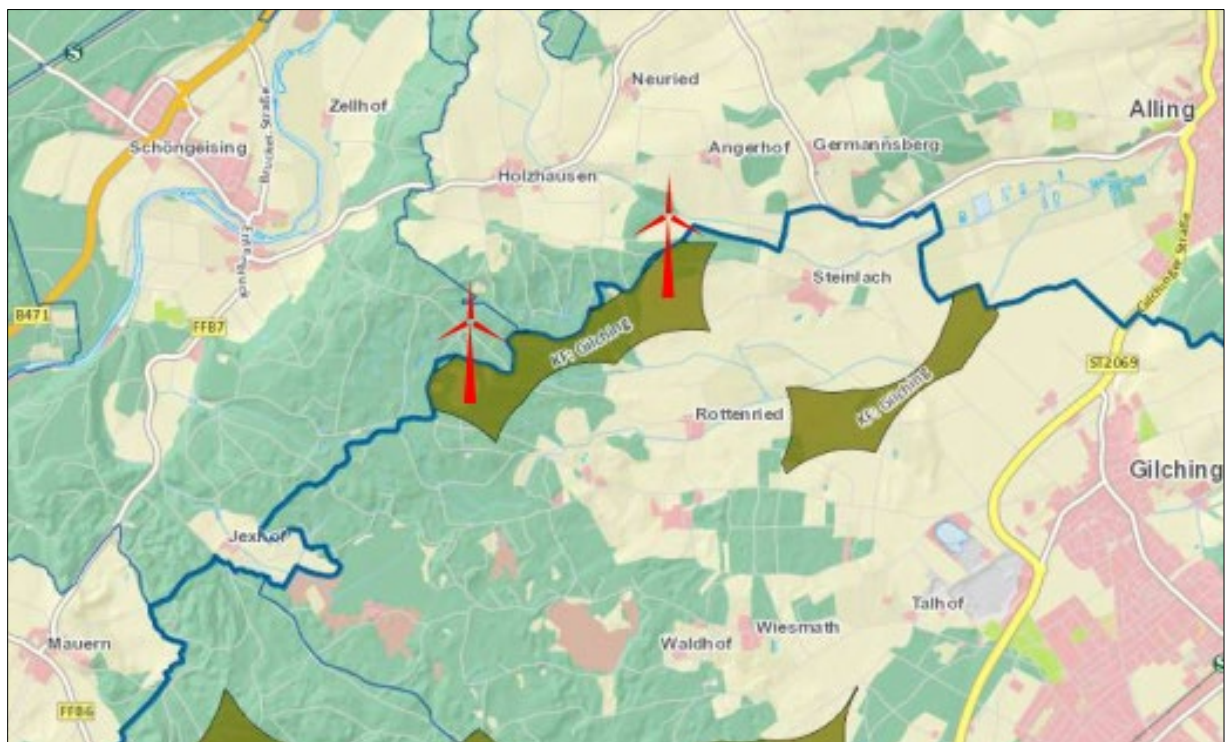 S
Neuried
Zellhof
Alling
Brucker Straße
Schöngeising
Angerhof
Germannsberg
Holzhausen
Steinlach
Gilchinger Straße
B471
FFB7
KF: Gilching
ST2069
KF: Gilching
Rottenried
Gilching
Jexhof
Talhof
Wiesmath
Waldhof
Mauern
S
FFB6